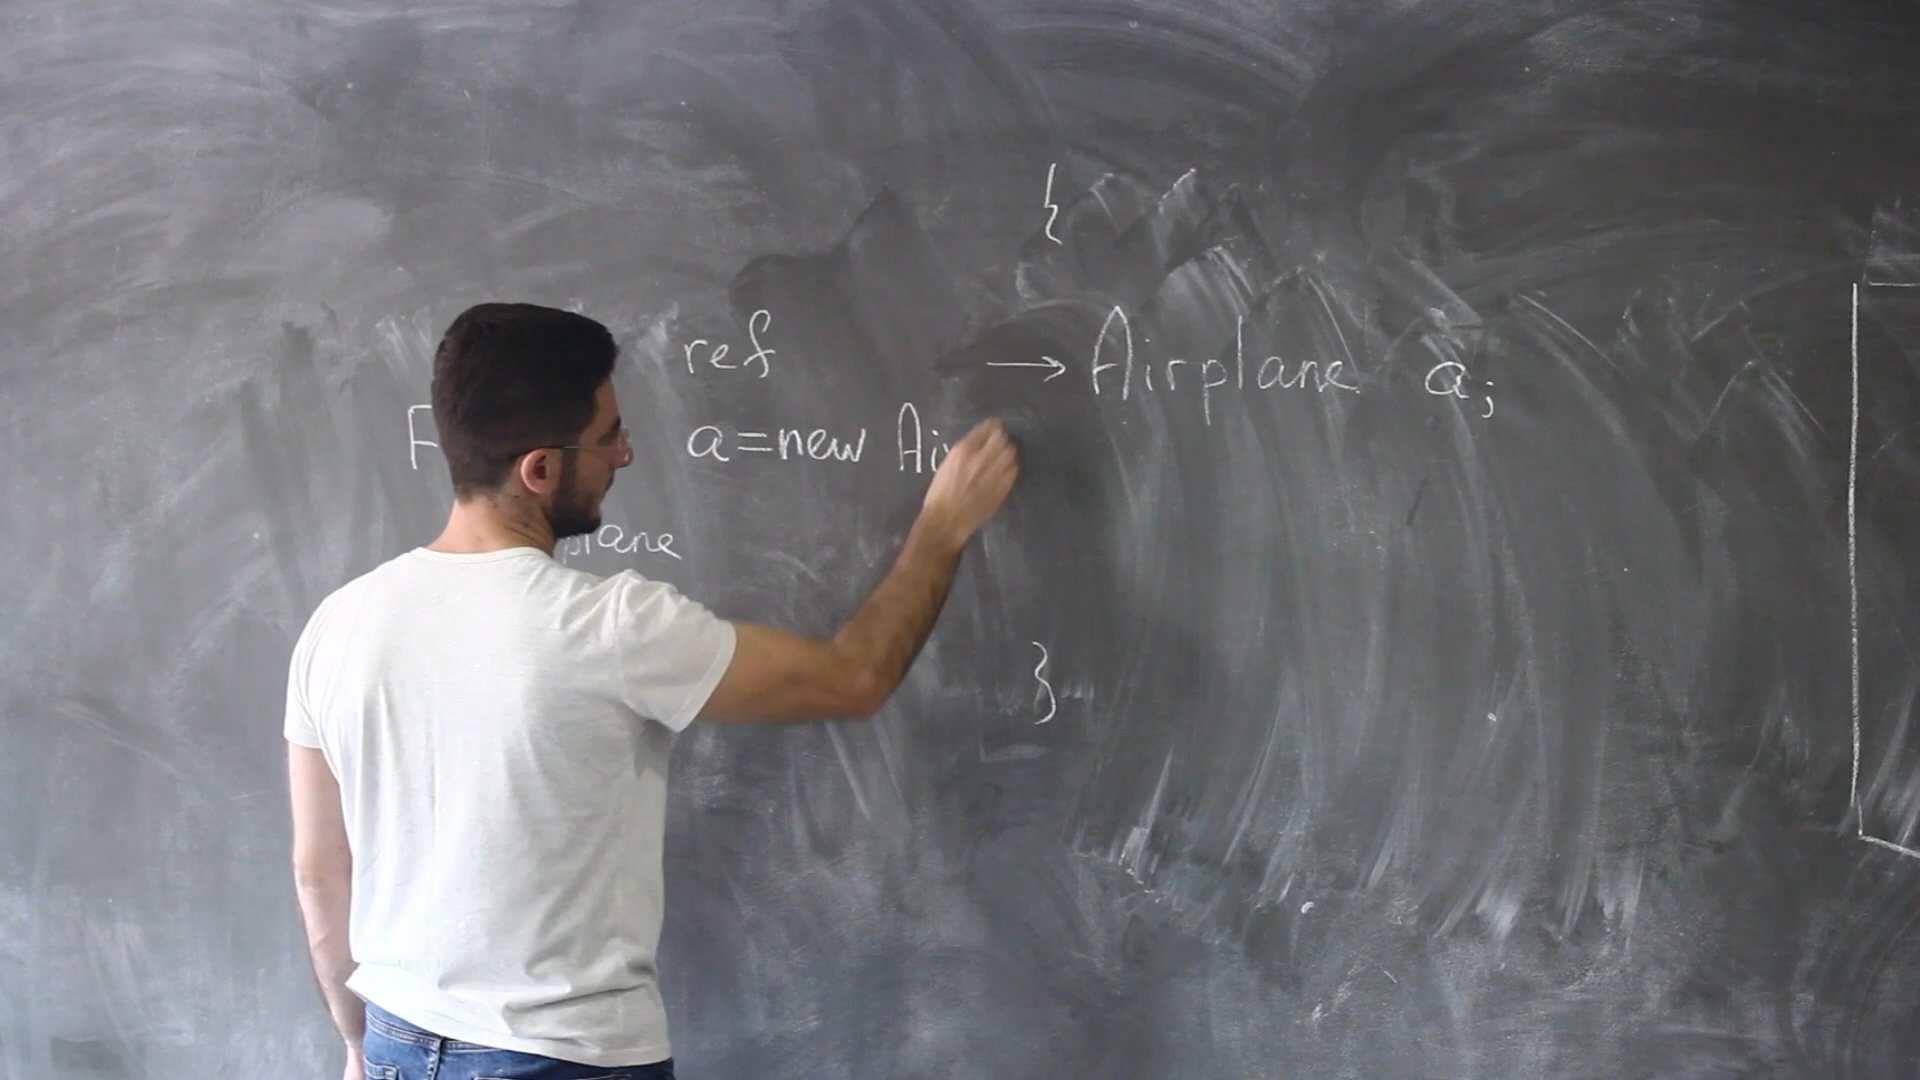 {
ref → Airplane a;
a=new Ai
plane
}